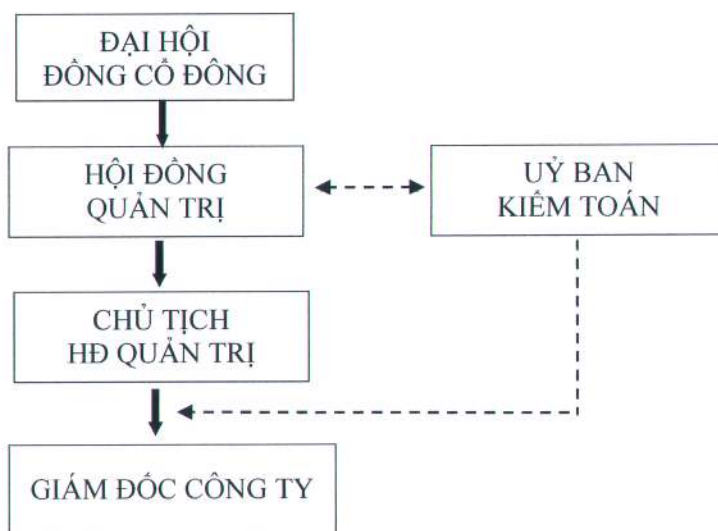 ĐẠI HỘI
ĐỒNG CỔ ĐÔNG
HỘI ĐỒNG
QUẢN TRỊ
UỶ BAN
KIỂM TOÁN
CHỦ TỊCH
HĐ QUẢN TRỊ
GIÁM ĐỐC CÔNG TY